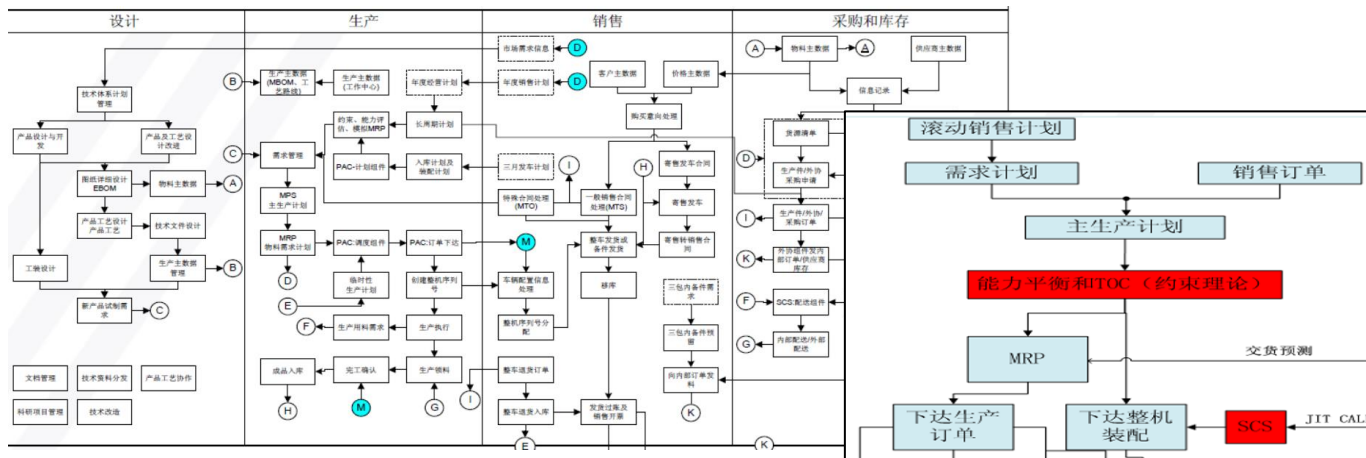 设计
生产
销售
采购和库存
技术体系计划
管理
产品设计与开
发
产品及工艺设
计改进
图纸详细设计
EBOM
物料主数据
A
产品工艺设计
产品工艺
技术文件设计
工装设计
生产主数据
管理
B
新产品试制需
求
C
文档管理
技术资料分发
产品工艺协作
科研项目管理
技术改造
B
生产主数据
(MBOM、工
艺路线)
生产主数据
(工作中心)
年度经营计划
约束、能力评
估、模拟MRP
长周期计划
C
需求管理
PAC-计划组件
入库计划及
装配计划
MPS
主生产计划
MRP
物料需求计划
PAC:调度组件
PAC:订单下达
D
临时性
生产计划
E
创建整机序列
号
F
生产用料需求
生产执行
成品入库
完工确认
生产领料
H
M
G
市场需求信息
D
年度销售计划
D
客户主数据
价格主数据
购买意向处理
三月发车计划
I
H
寄售发车合同
特殊合同处理
(MTO)
一般销售合同
处理(MTS)
寄售发车
M
整车发货或
备件发货
寄售转销售合
同
车辆配置信息
处理
移库
三包内备件需
求
整机序列号分
配
三包内备件预
留
整车退货订单
I
向内部订单发
料
整车退货入库
发货过账及
销售开票
K
E
A
物料主数据
A
供应商主数据
信息记录
货源清单
D
生产件/外协
采购申请
I
生产件/外协/
采购订单
K
外协组件发内
部订单/供应商
库存
F
SCS:配送组件
G
内部配送/外部
配送
K
滚动销售计划
需求计划
销售订单
主生产计划
能力平衡和TOC（约束理论）
MRP
交货预测
下达生产
订单
下达整机
装配
SCS
JIT CAL